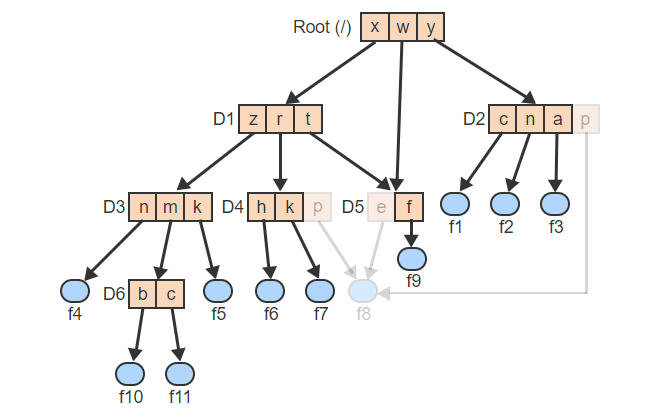 Root (/) x w y
D1 z r t D2 c n a p
D3 n m k D4 h k p D5 e f
f1 f2 f3
f9
D6 b c
f4 f5 f6 f7 f8
f10 f11